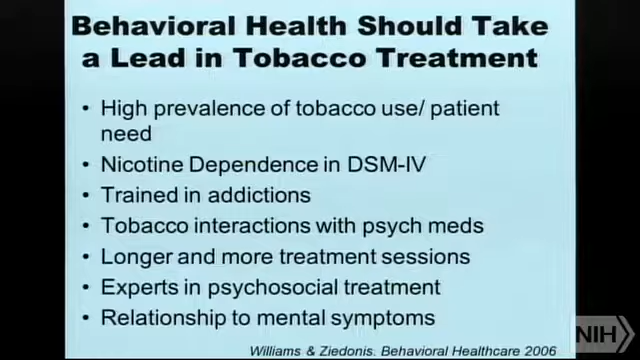 Behavioral Health Should Take
a Lead in Tobacco Treatment
• High prevalence of tobacco use/ patient
need
• Nicotine Dependence in DSM-IV
• Trained in addictions
• Tobacco interactions with psych meds
• Longer and more treatment sessions
• Experts in psychosocial treatment
• Relationship to mental symptoms
Williams & Ziedonis. Behavioral Healthcare 2006
NIH